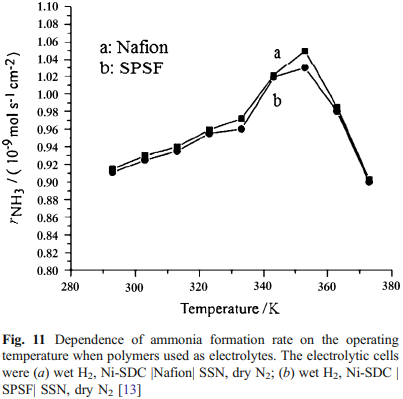 a: Nafion
b: SPSF
a
b
1.12
1.10
1.08
1.06
1.04
1.02
1.00
0.98
0.96
0.94
0.92
0.90
0.88
0.86
0.84
0.82
0.80
rNH3 / ( 10-9 mol s-1 cm-2)
280 300 320 340 360 380
Temperature /K
Fig. 11 Dependence of ammonia formation rate on the operating
temperature when polymers used as electrolytes. The electrolytic cells
were (a) wet H2, Ni-SDC |Nafion| SSN, dry N2; (b) wet H2, Ni-SDC |
SPSF| SSN, dry N2 [13]